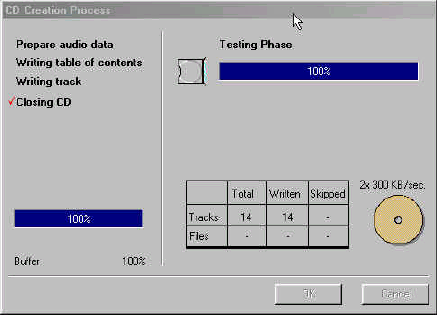 CD Creation Process
Prepare audio data
Writing table of contents
Writing track
Closing CD
100%
Buffer 100%
Testing Phase
100%
Total Written Skipped
Tracks 14 14 -
Files - - -
2x 300 KB/sec.
OK Cancel